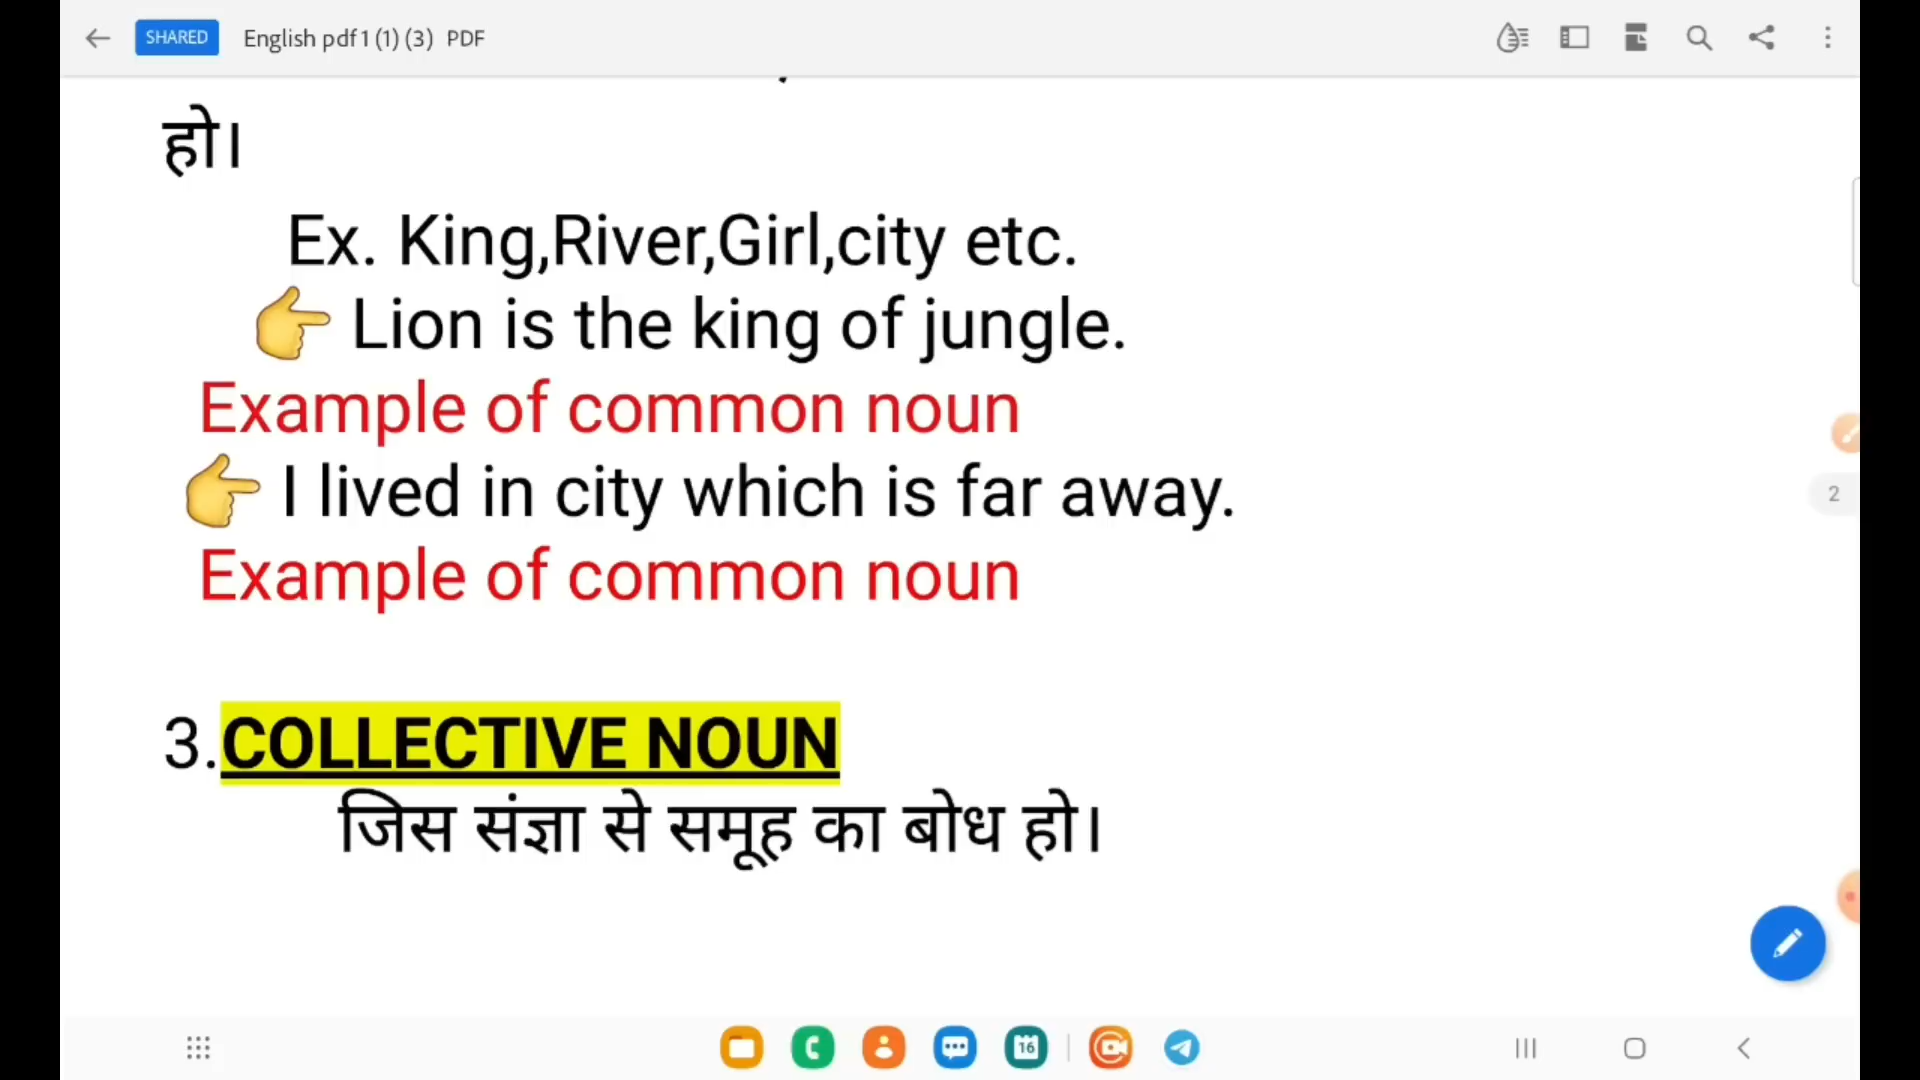 SHARED English pdf 1 (1) (3) PDF
हो।
Ex. King,River,Girl,city etc.
👉 Lion is the king of jungle.
Example of common noun
👉 I lived in city which is far away.
Example of common noun
2
3.COLLECTIVE NOUN
जिस संज्ञा से समूह का बोध हो।
16